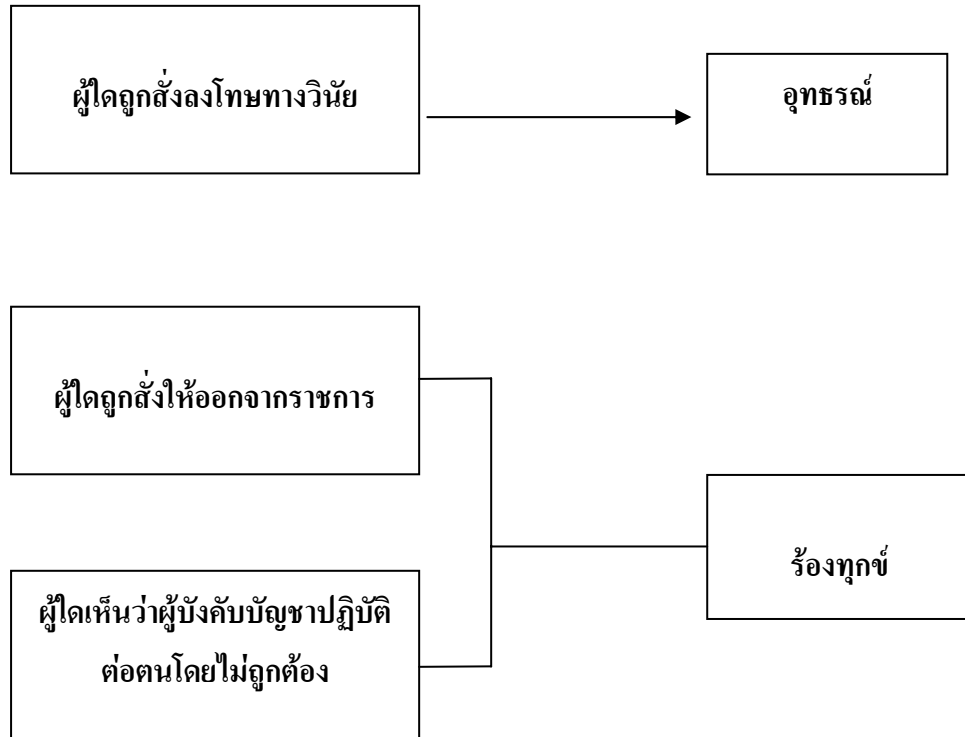 ผู้ใดถูกสั่งลงโทษทางวินัย
อุทธรณ์
ผู้ใดถูกสั่งให้ออกจากราชการ
ร้องทุกข์
ผู้ใดเห็นว่าผู้บังคับบัญชาปฏิบัติ
ต่อตนโดยไม่ถูกต้อง